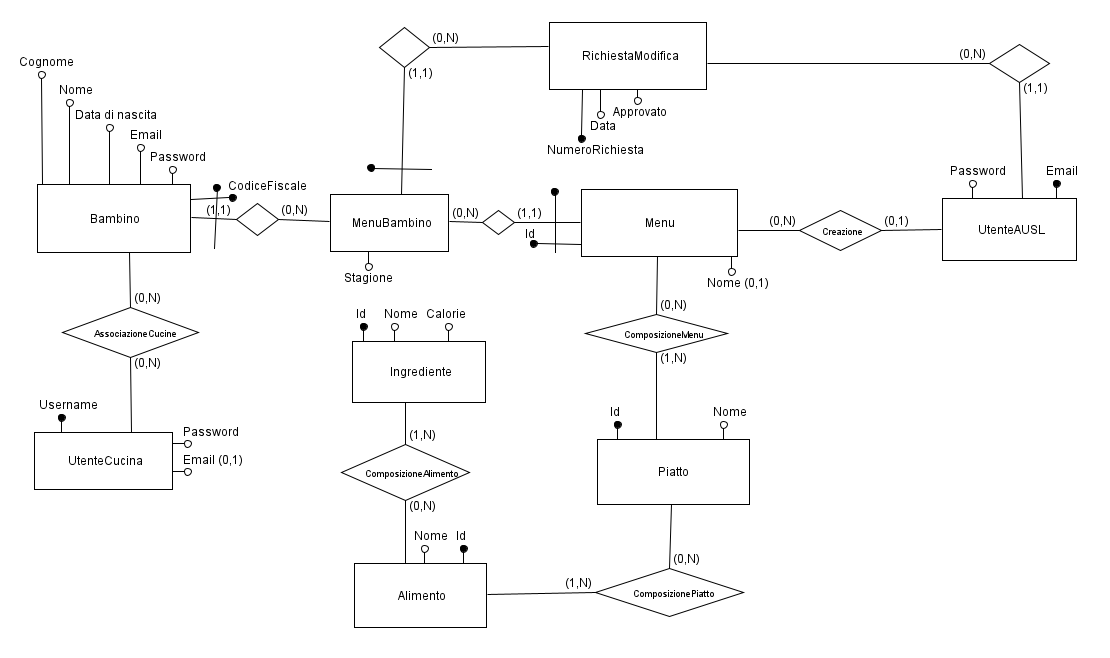 (0,N)
RichiestaModifica
(0,N)
Cognome
(1,1)
(1,1)
Nome
Approvato
Data di nascita
Data
Email
NumeroRichiesta
Password
Password
Email
CodiceFiscale
Bambino
(1,1)
(0,N)
MenuBambino
(0,N)
(1,1)
Menu
(0,N)
Creazione
(0,1)
UtenteAUSL
Id
Stagione
Nome (0,1)
(0,N)
(0,N)
Id
Nome
Calorie
AssociazioneCucine
ComposizioneMenu
(0,N)
(1,N)
Ingrediente
Username
Id
Nome
Password
(1,N)
UtenteCucina
Email (0,1)
ComposizioneAlimento
Piatto
(0,N)
Nome
Id
(0,N)
Alimento
(1,N)
ComposizionePiatto